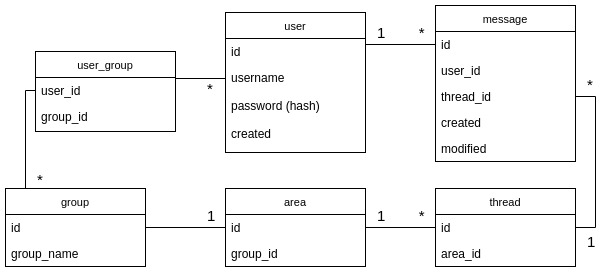 user
id
username
password (hash)
created
1
*
message
id
user_id
thread_id
created
modified
user_group
user_id
group_id
*
*
*
group
id
group_name
1
area
id
group_id
1
*
thread
id
area_id
1